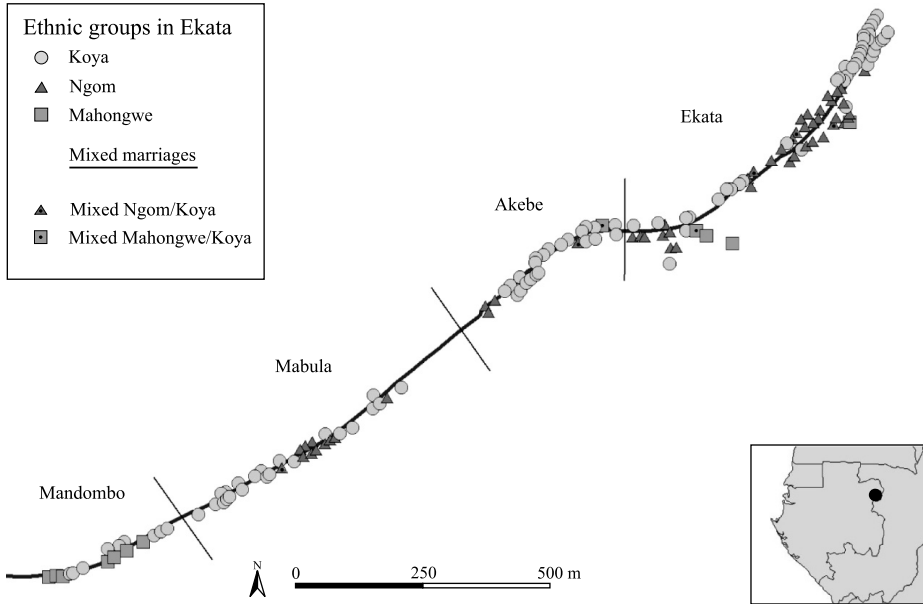 Ethnic groups in Ekata
Koya
Ngom
Mahongwe
Mixed marriages
Mixed Ngom/Koya
Mixed Mahongwe/Koya
Ekata
Akebe
Mabula
Mandombo
N
0 250 500 m